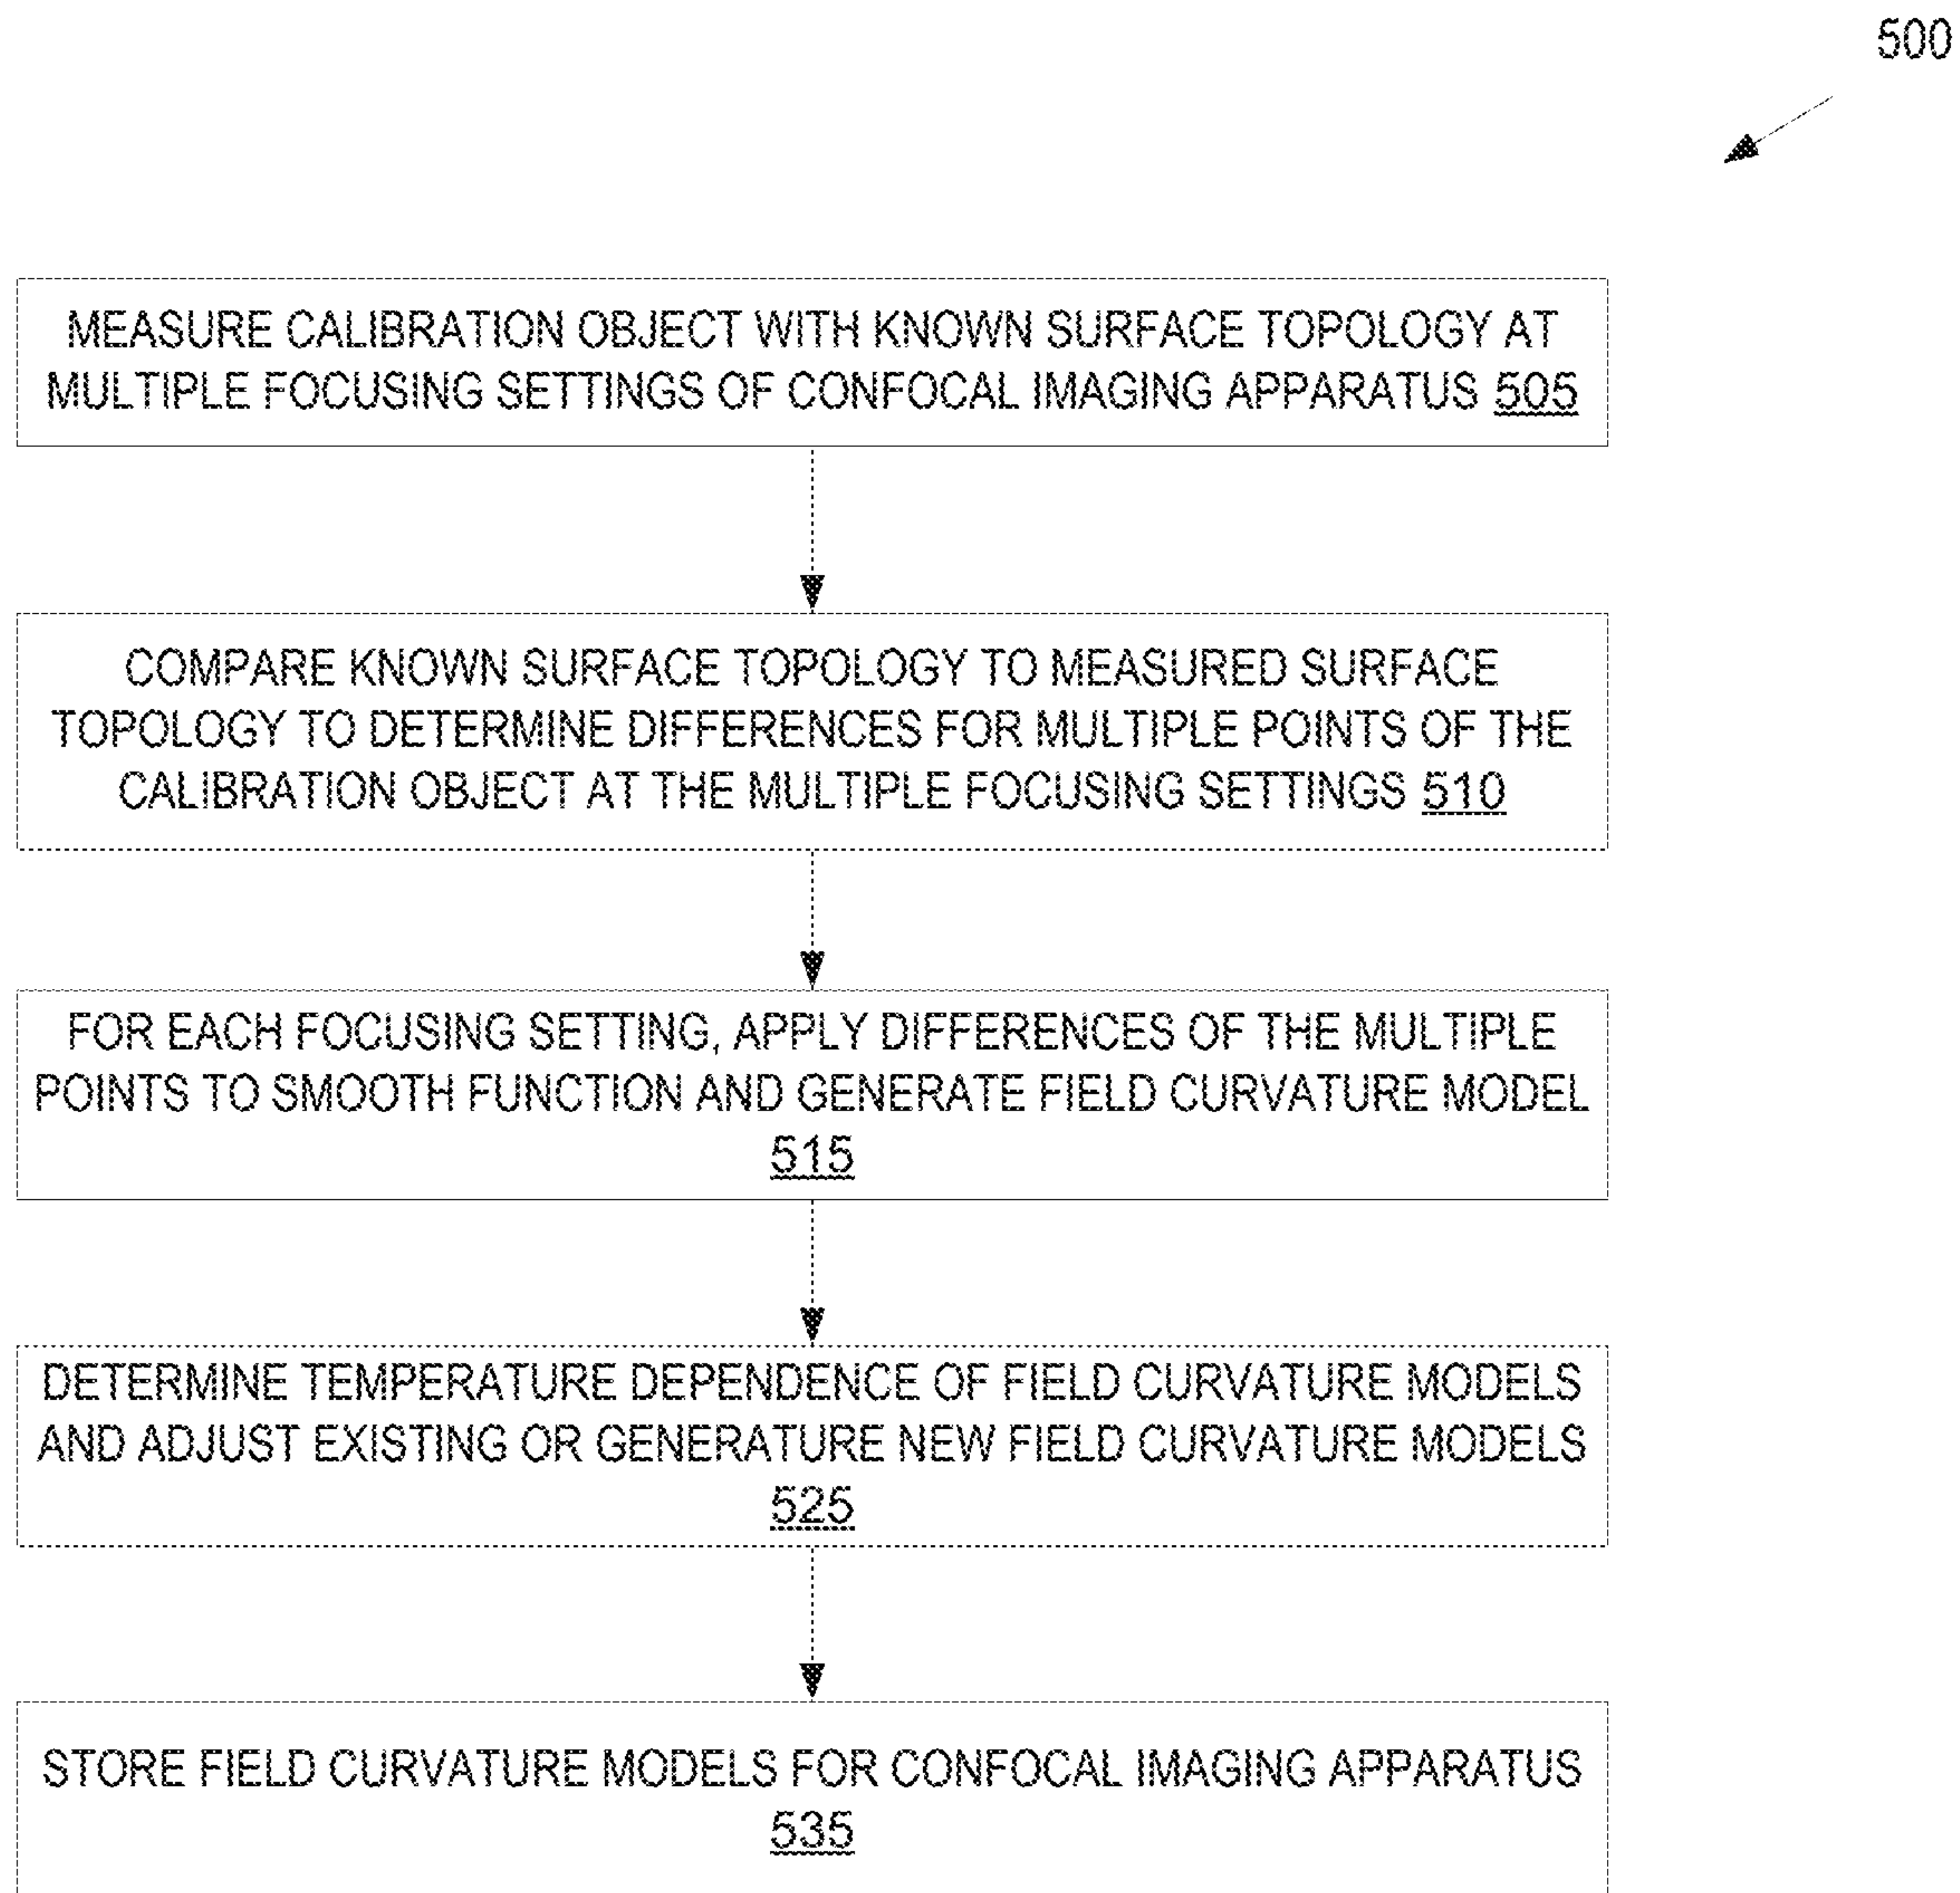 500
MEASURE CALIBRATION OBJECT WITH KNOWN SURFACE TOPOLOGY AT
MULTIPLE FOCUSING SETTINGS OF CONFOCAL IMAGING APPARATUS 505
COMPARE KNOWN SURFACE TOPOLOGY TO MEASURED SURFACE
TOPOLOGY TO DETERMINE DIFFERENCES FOR MULTIPLE POINTS OF THE
CALIBRATION OBJECT AT THE MULTIPLE FOCUSING SETTINGS 510
FOR EACH FOCUSING SETTING, APPLY DIFFERENCES OF THE MULTIPLE
POINTS TO SMOOTH FUNCTION AND GENERATE FIELD CURVATURE MODEL
515
DETERMINE TEMPERATURE DEPENDENCE OF FIELD CURVATURE MODELS
AND ADJUST EXISTING OR GENERATURE NEW FIELD CURVATURE MODELS
525
STORE FIELD CURVATURE MODELS FOR CONFOCAL IMAGING APPARATUS
535